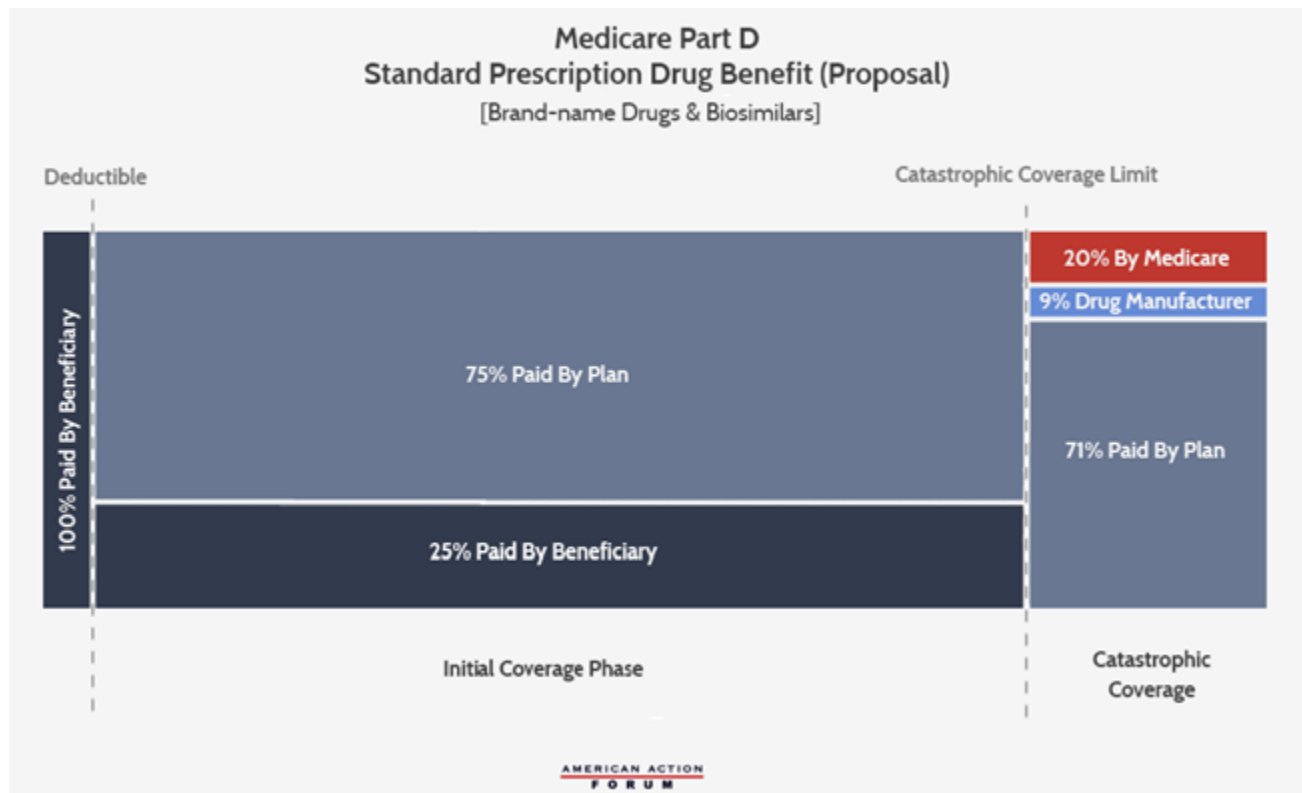 Medicare Part D
Standard Prescription Drug Benefit (Proposal)
[Brand-name Drugs & Biosimilars]
Deductible
Catastrophic Coverage Limit
100% Paid By Beneficiary
75% Paid By Plan
25% Paid By Beneficiary
20% By Medicare
9% Drug Manufacturer
71% Paid By Plan
Initial Coverage Phase
Catastrophic
Coverage
AMERICAN ACTION
FORUM